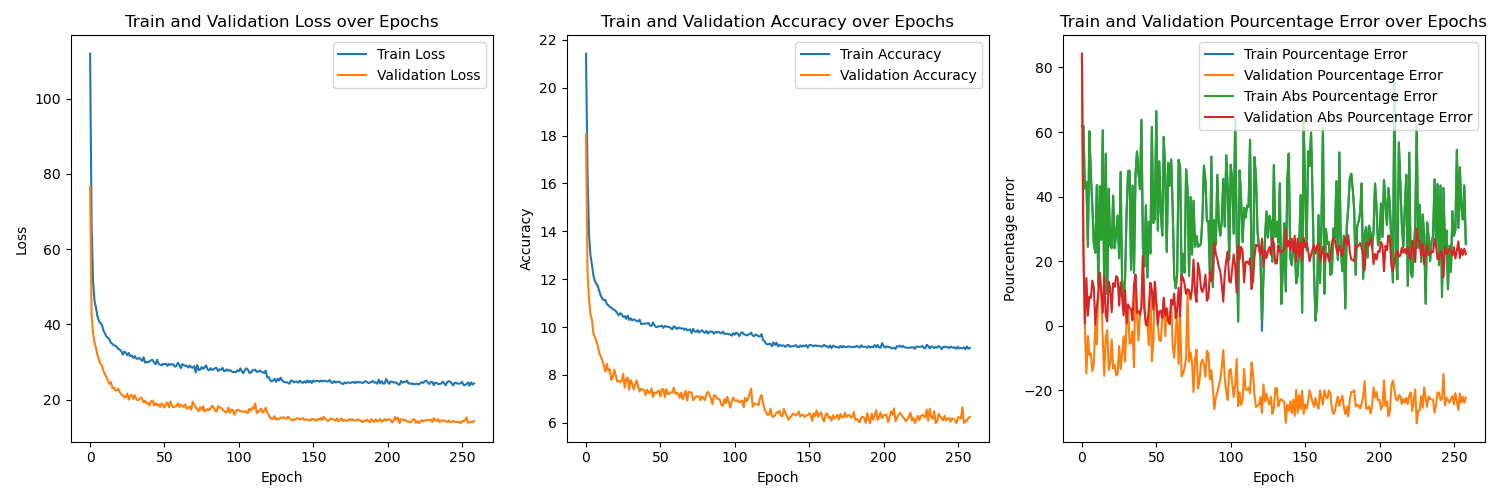 Train and Validation Loss over Epochs
Train Loss
Validation Loss
100
80
60
40
20
Loss
0
50
100
150
200
250
Epoch
Train and Validation Accuracy over Epochs
Train Accuracy
Validation Accuracy
22
20
18
16
14
12
10
8
6
Accuracy
0
50
100
150
200
250
Epoch
Train and Validation Pourcentage Error over Epochs
Train Pourcentage Error
Validation Pourcentage Error
Train Abs Pourcentage Error
Validation Abs Pourcentage Error
80
60
40
20
0
−20
Pourcentage error
0
50
100
150
200
250
Epoch